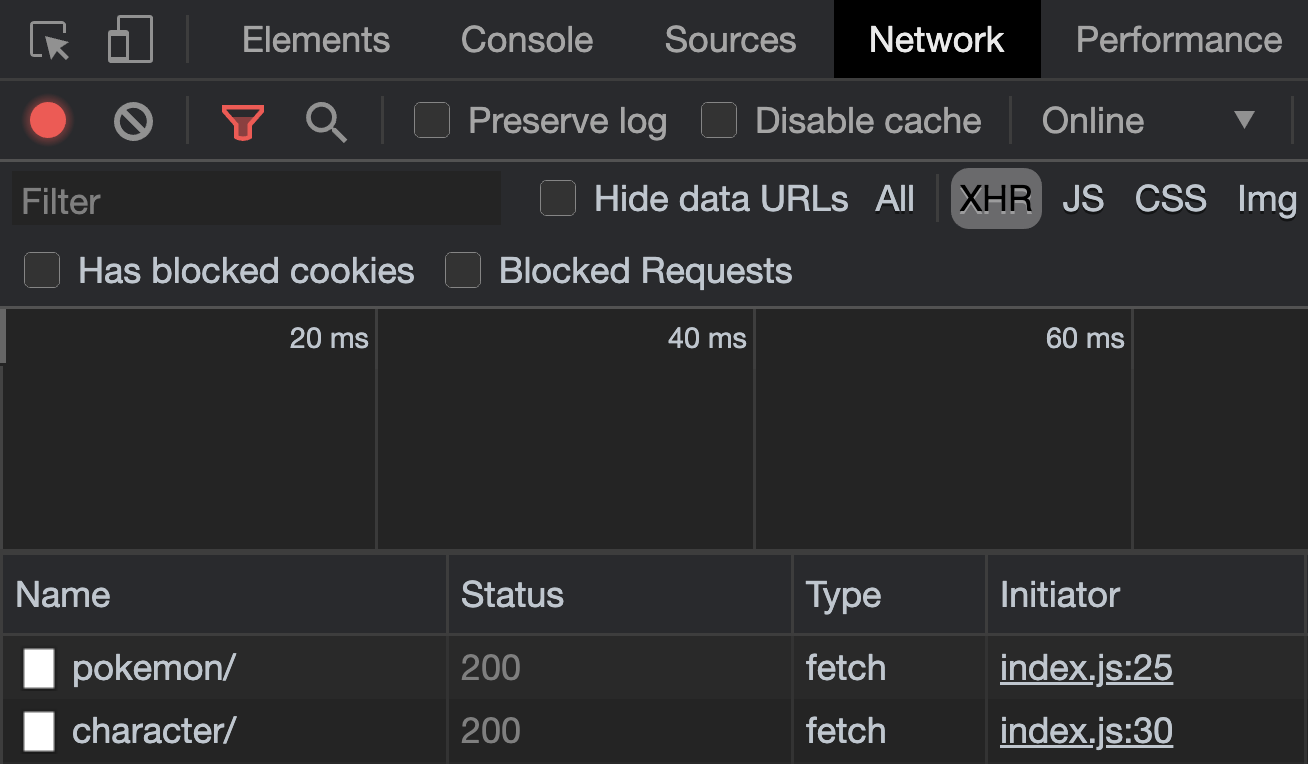 Elements Console Sources Network Performance
Preserve log Disable cache Online
Filter Hide data URLs All XHR JS CSS Img
Has blocked cookies Blocked Requests
20 ms 40 ms 60 ms
Name Status Type Initiator
pokemon/ 200 fetch index.js:25
character/ 200 fetch index.js:30